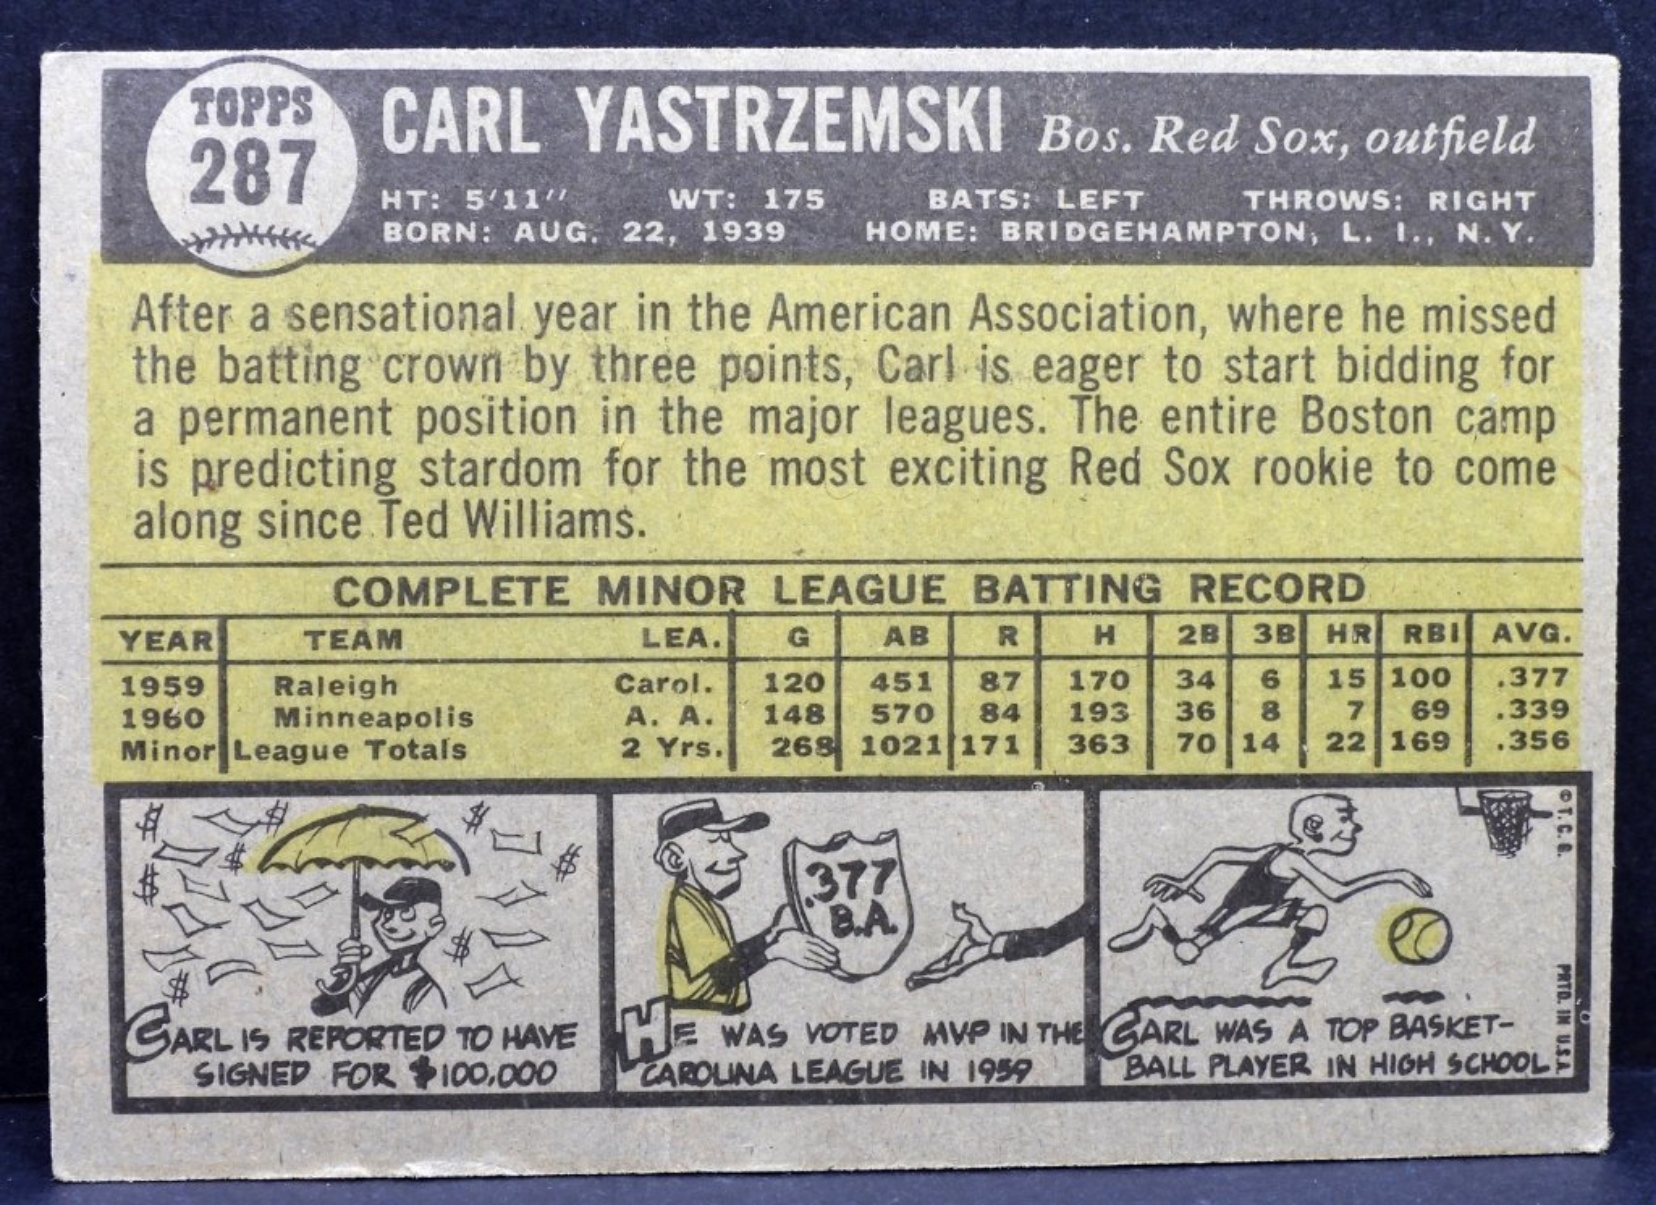 TOPPS
287
CARL YASTRZEMSKI Bos. Red Sox, outfield
HT: 5'11" WT: 175 BATS: LEFT THROWS: RIGHT
BORN: AUG. 22, 1939 HOME: BRIDGEHAMPTON, L. I., N.Y.
After a sensational year in the American Association, where he missed
the batting crown by three points, Carl is eager to start bidding for
a permanent position in the major leagues. The entire Boston camp
is predicting stardom for the most exciting Red Sox rookie to come
along since Ted Williams.
COMPLETE MINOR LEAGUE BATTING RECORD
YEAR TEAM LEA. G AB R H 2B 3B HR RBI AVG.
1959 Raleigh Carol. 120 451 87 170 34 6 15 100 .377
1960 Minneapolis A. A. 148 570 84 193 36 8 7 69 .339
Minor League Totals 2 Yrs. 268 1021 171 363 70 14 22 169 .356
$ $ $ $ $ $ $ $
CARL IS REPORTED TO HAVE
SIGNED FOR $100,000
.377
B.A.
HE WAS VOTED MVP IN THE
CAROLINA LEAGUE IN 1959
CARL WAS A TOP BASKET-
BALL PLAYER IN HIGH SCHOOL
© T.C.G.
PRTD. IN U.S.A.